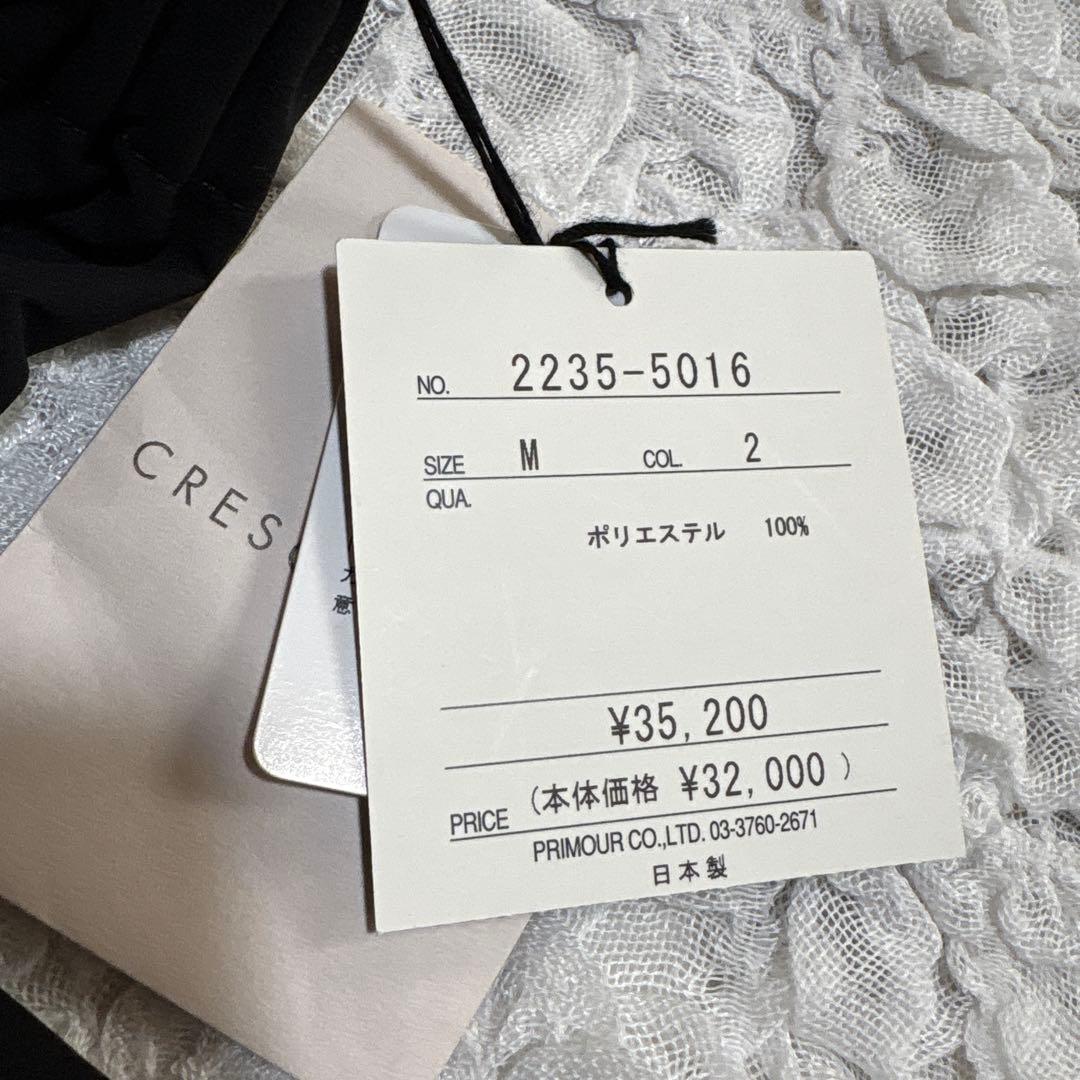 NO. 2235-5016
SIZE M COL. 2
QUA.
ポリエステル 100%
¥35,200
PRICE (本体価格 ¥32,000)
PRIMOUR CO.,LTD. 03-3760-2671
日本製
CRES
意